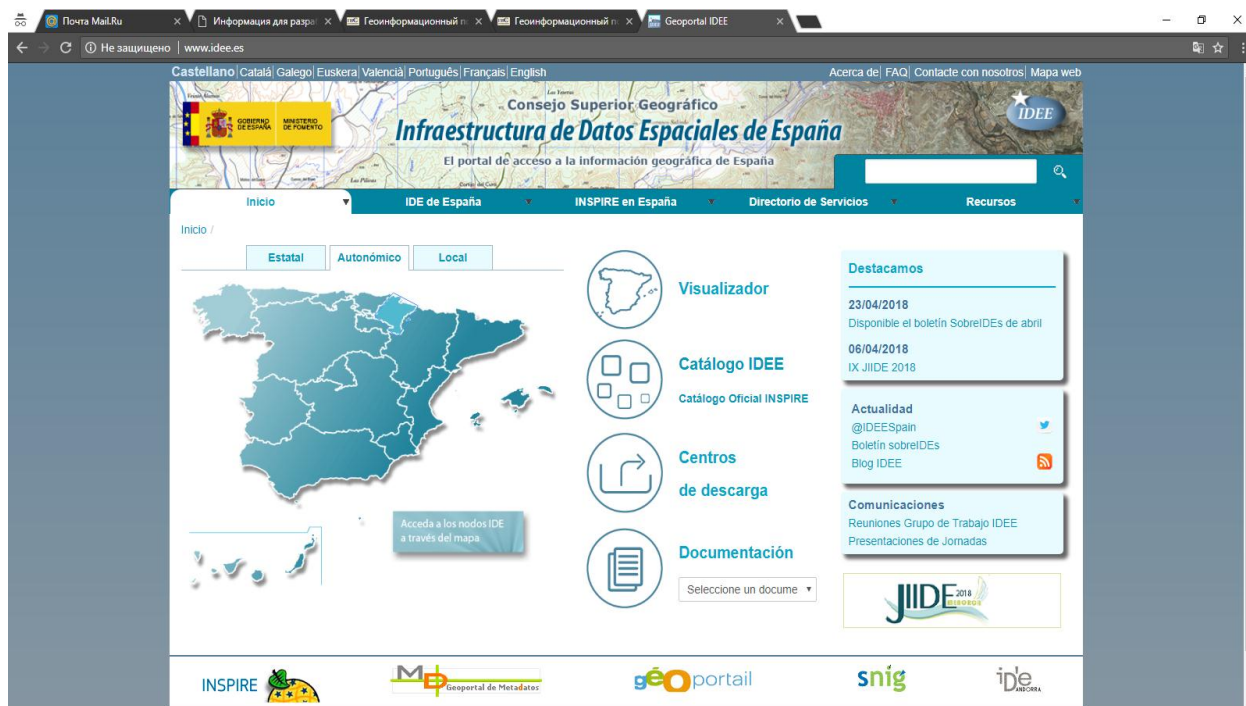 Почта Mail.Ru
Информация для разра
Геоинформационный п
Геоинформационный п
Geoportal IDEE
Не защищено | www.idee.es
Castellano| Català| Galego| Euskera| Valencià| Português| Français| English
Acerca de| FAQ| Contacte con nosotros| Mapa web
GOBIERNO DE ESPAÑA
MINISTERIO DE FOMENTO
Consejo Superior Geográfico
Infraestructura de Datos Espaciales de España
El portal de acceso a la información geográfica de España
IDEE
Inicio
IDE de España
INSPIRE en España
Directorio de Servicios
Recursos
Inicio /
Estatal
Autonómico
Local
Acceda a los nodos IDE
a través del mapa
Visualizador
Catálogo IDEE
Catálogo Oficial INSPIRE
Centros
de descarga
Documentación
Seleccione un docume
Destacamos
23/04/2018
Disponible el boletín SobreIDEs de abril
06/04/2018
IX JIIDE 2018
Actualidad
@IDEESpain
Boletín sobreIDEs
Blog IDEE
Comunicaciones
Reuniones Grupo de Trabajo IDEE
Presentaciones de Jornadas
JIIDE 2018
INSPIRE
MD Geoportal de Metadatos
géoportail
snig
ide
ANDORRA